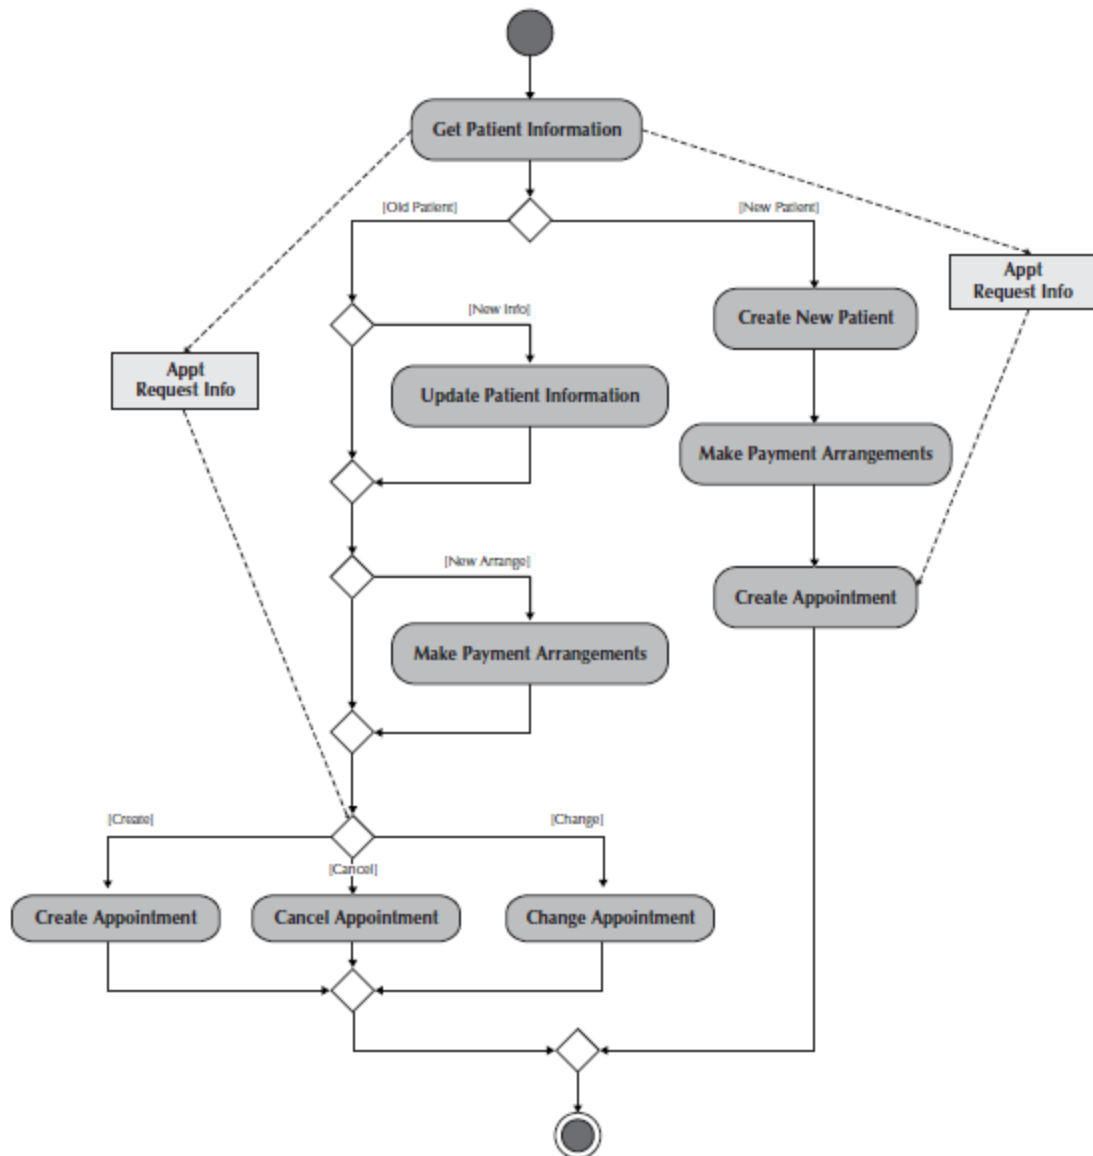 Get Patient Information
[Old Patient]
[New Patient]
Appt
Request Info
[New Info]
Create New Patient
Appt
Request Info
Update Patient Information
Make Payment Arrangements
[New Arrange]
Create Appointment
Make Payment Arrangements
[Create]
[Change]
[Cancel]
Create Appointment
Cancel Appointment
Change Appointment